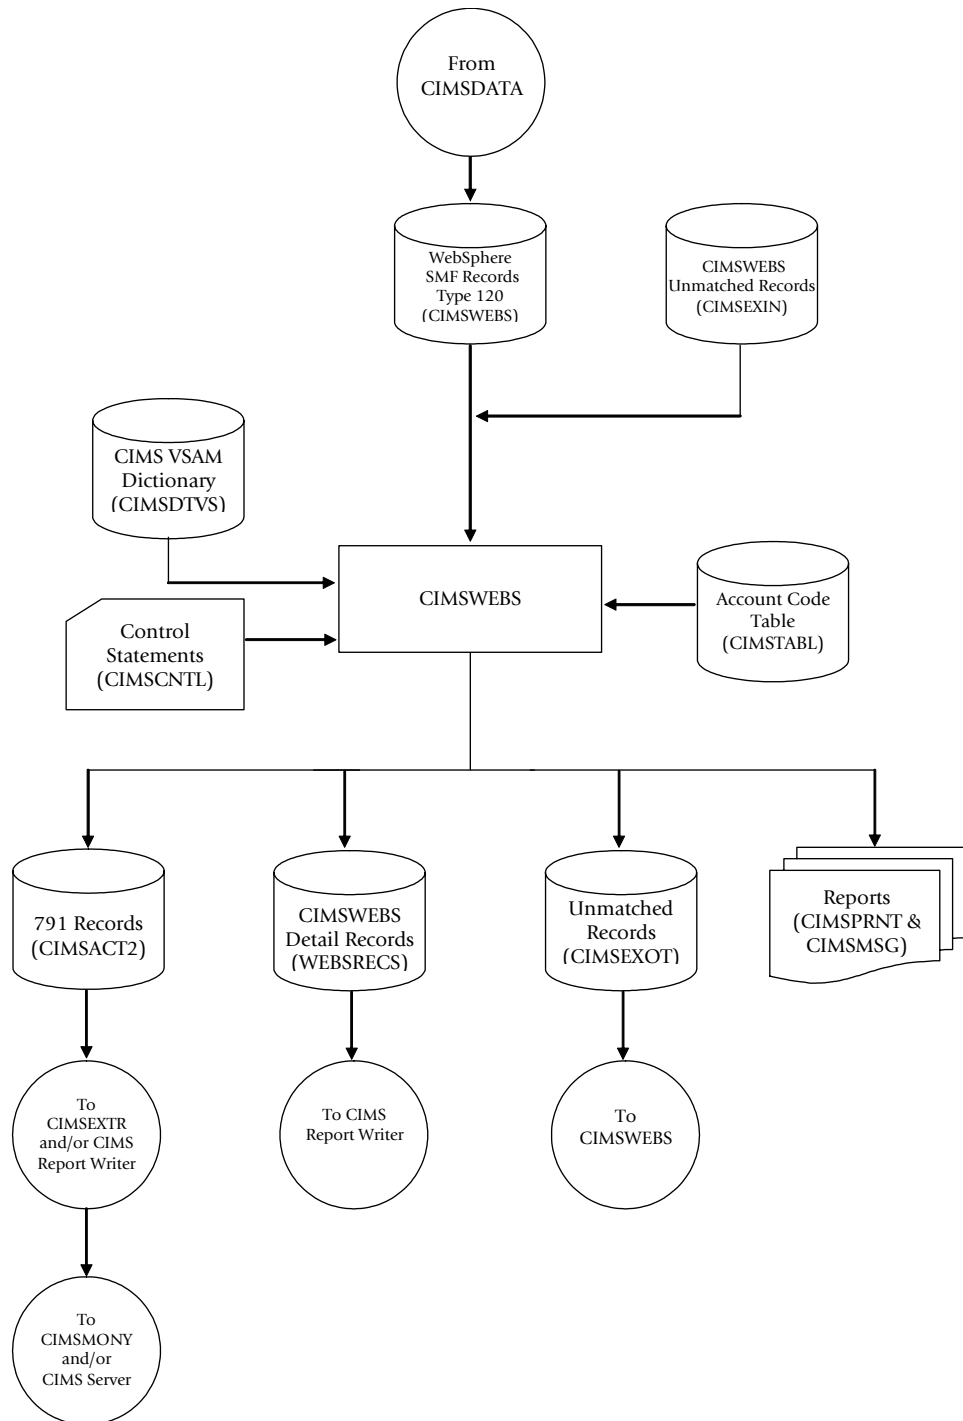 From
CIMSDATA
WebSphere
SMF Records
Type 120
(CIMSWEBS)
CIMSWEBS
Unmatched Records
(CIMSEXIN)
CIMS VSAM
Dictionary
(CIMSDTVS)
CIMSWEBS
Account Code
Table
(CIMSTABL)
Control
Statements
(CIMSCNTL)
791 Records
(CIMSACT2)
CIMSWEBS
Detail Records
(WEBSRECS)
Unmatched
Records
(CIMSEXOT)
Reports
(CIMSPRNT &
CIMSMSG)
To
CIMSEXTR
and/or CIMS
Report Writer
To CIMS
Report Writer
To
CIMSWEBS
To
CIMSMONY
and/or
CIMS Server